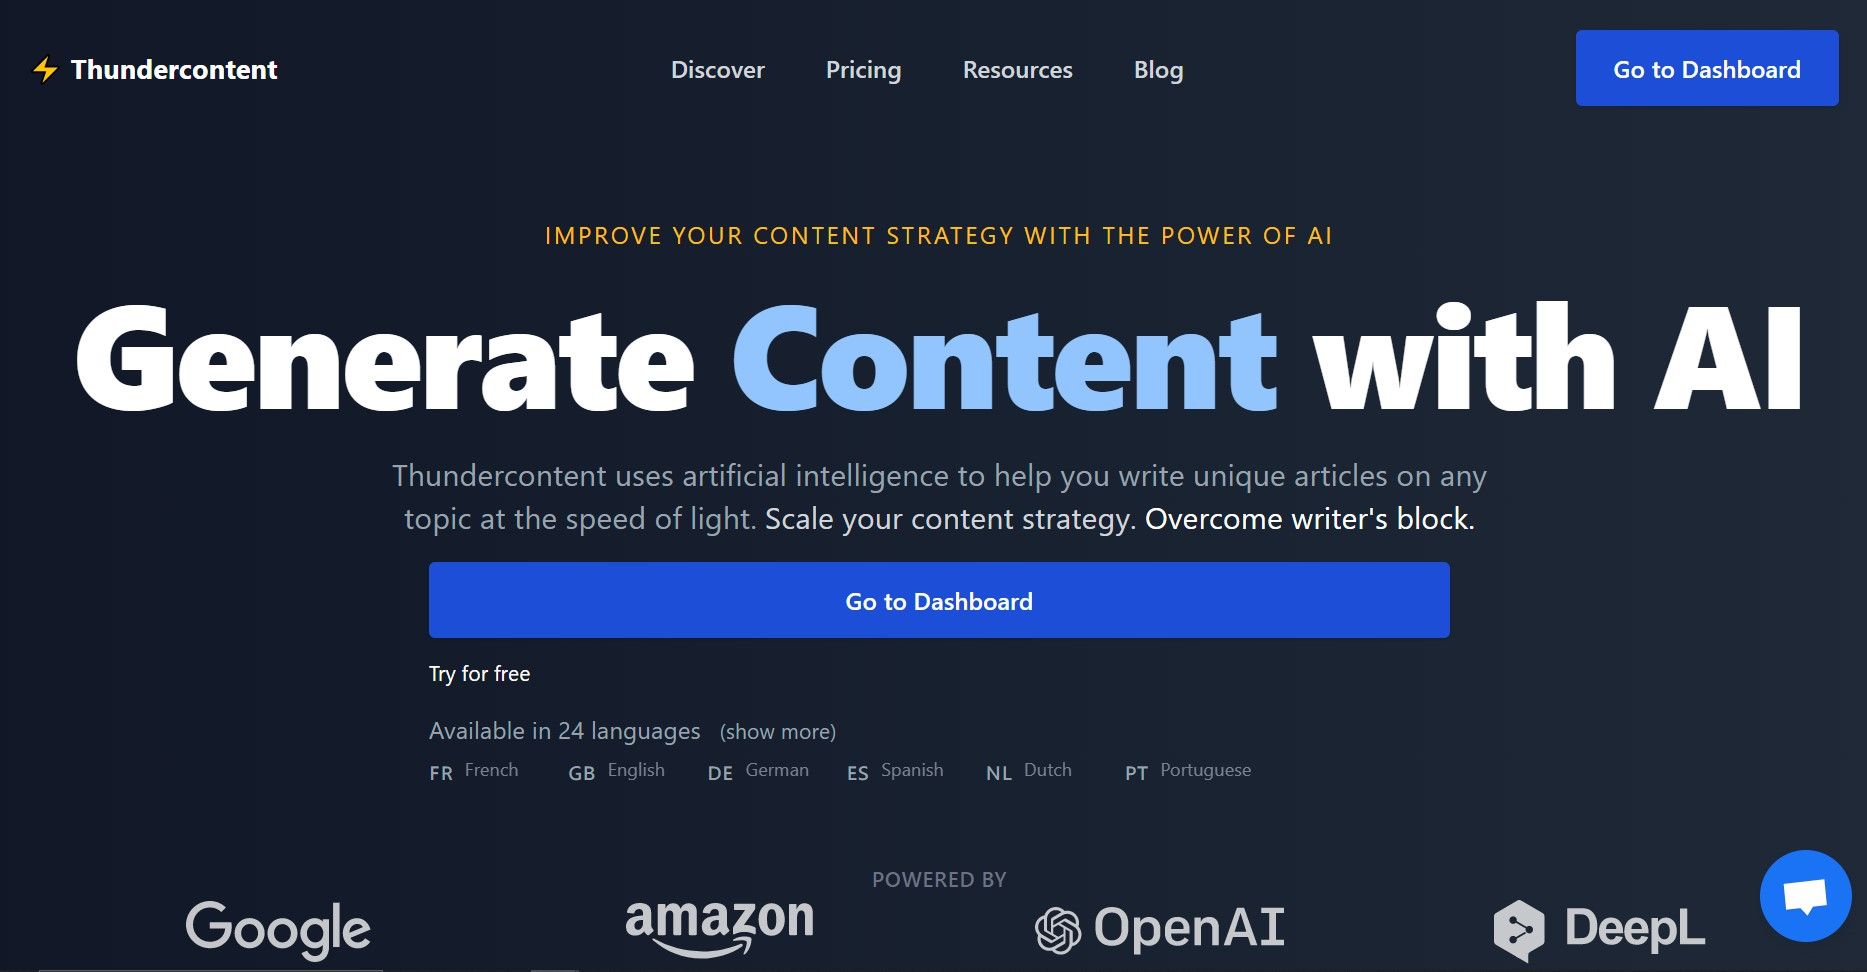 Thundercontent
Discover Pricing Resources Blog
Go to Dashboard
IMPROVE YOUR CONTENT STRATEGY WITH THE POWER OF AI
Generate Content with AI
Thundercontent uses artificial intelligence to help you write unique articles on any
topic at the speed of light. Scale your content strategy. Overcome writer's block.
Go to Dashboard
Try for free
Available in 24 languages (show more)
FR French GB English DE German ES Spanish NL Dutch PT Portuguese
POWERED BY
Google amazon OpenAI DeepL